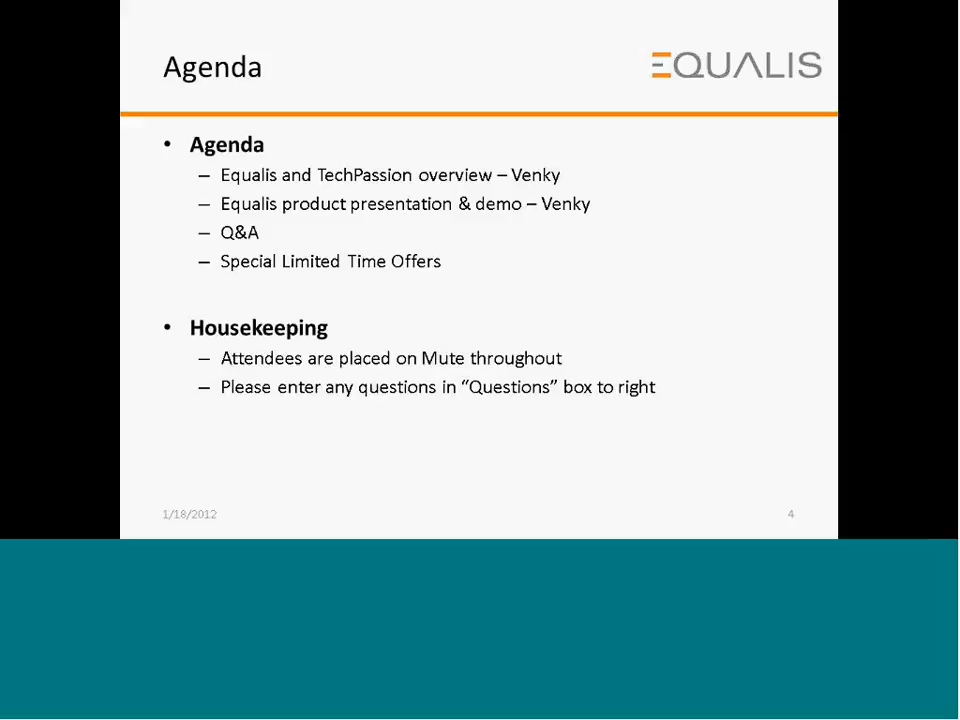 Agenda
EQUALIS
• Agenda
– Equalis and TechPassion overview – Venky
– Equalis product presentation & demo – Venky
– Q&A
– Special Limited Time Offers
• Housekeeping
– Attendees are placed on Mute throughout
– Please enter any questions in “Questions” box to right
1/18/2012
4